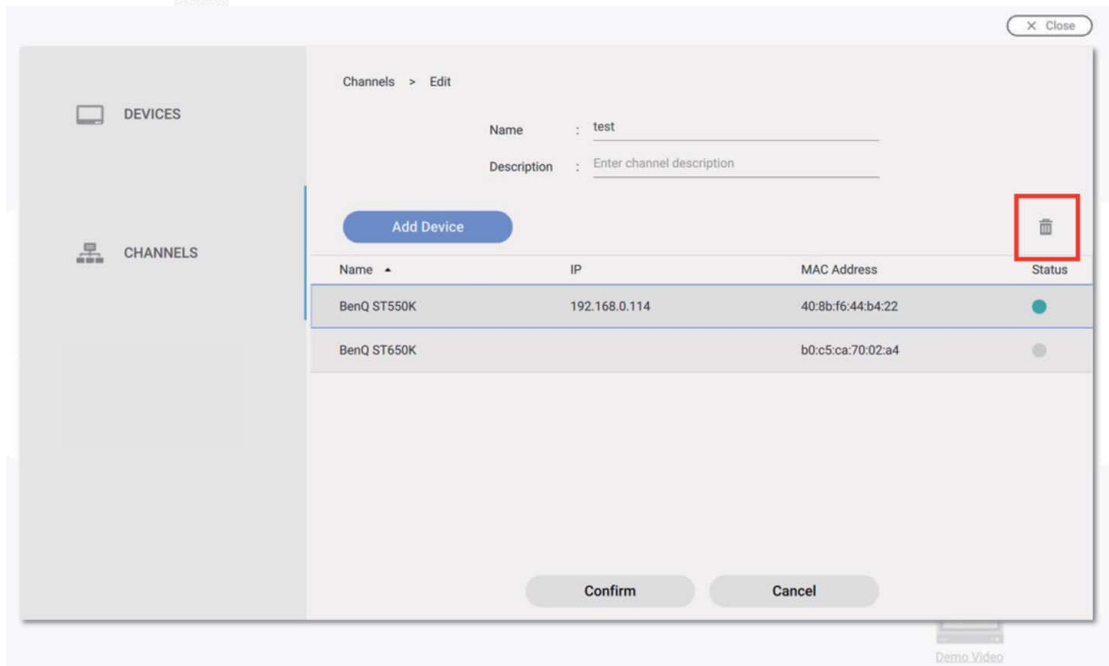 X Close
DEVICES
CHANNELS
Channels > Edit
Name : test
Description : Enter channel description
Add Device
Name IP MAC Address Status
BenQ ST550K 192.168.0.114 40:8b:f6:44:b4:22
BenQ ST650K b0:c5:ca:70:02:a4
Confirm Cancel
Demo Video